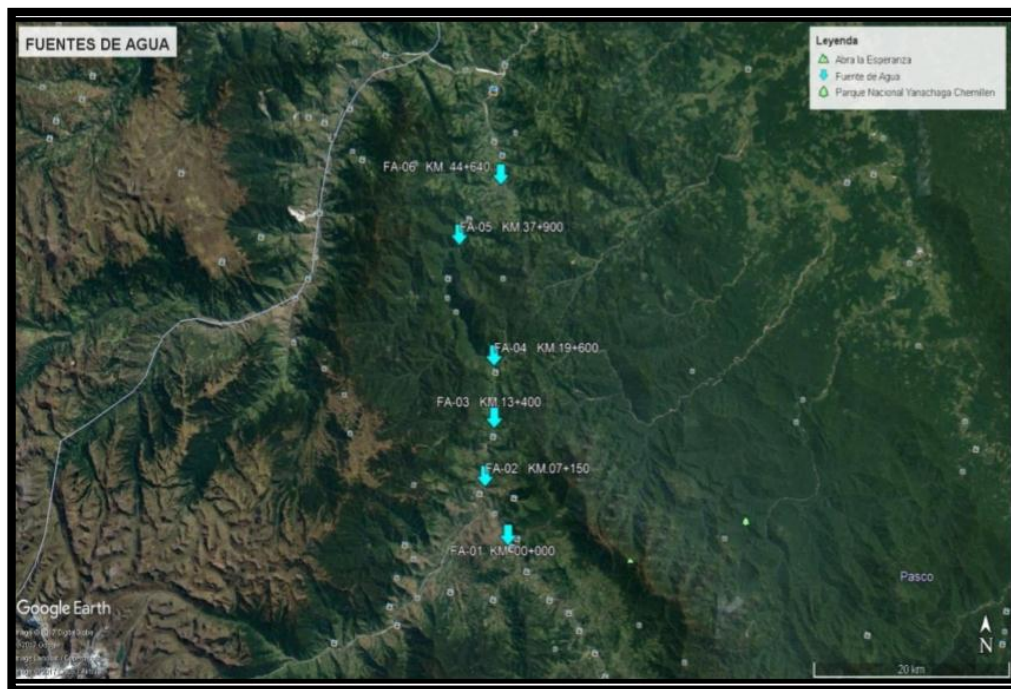 FUENTES DE AGUA
Leyenda
Abra la Esperanza
Fuente de Agua
Parque Nacional Yanachaga Chemillen
FA-06 KM. 44+640
FA-05 KM.37+900
FA-04 KM.19+600
FA-03 KM.13+400
FA-02 KM.07+150
FA-01 KM.00+000
Pasco
Google Earth
N
20 km